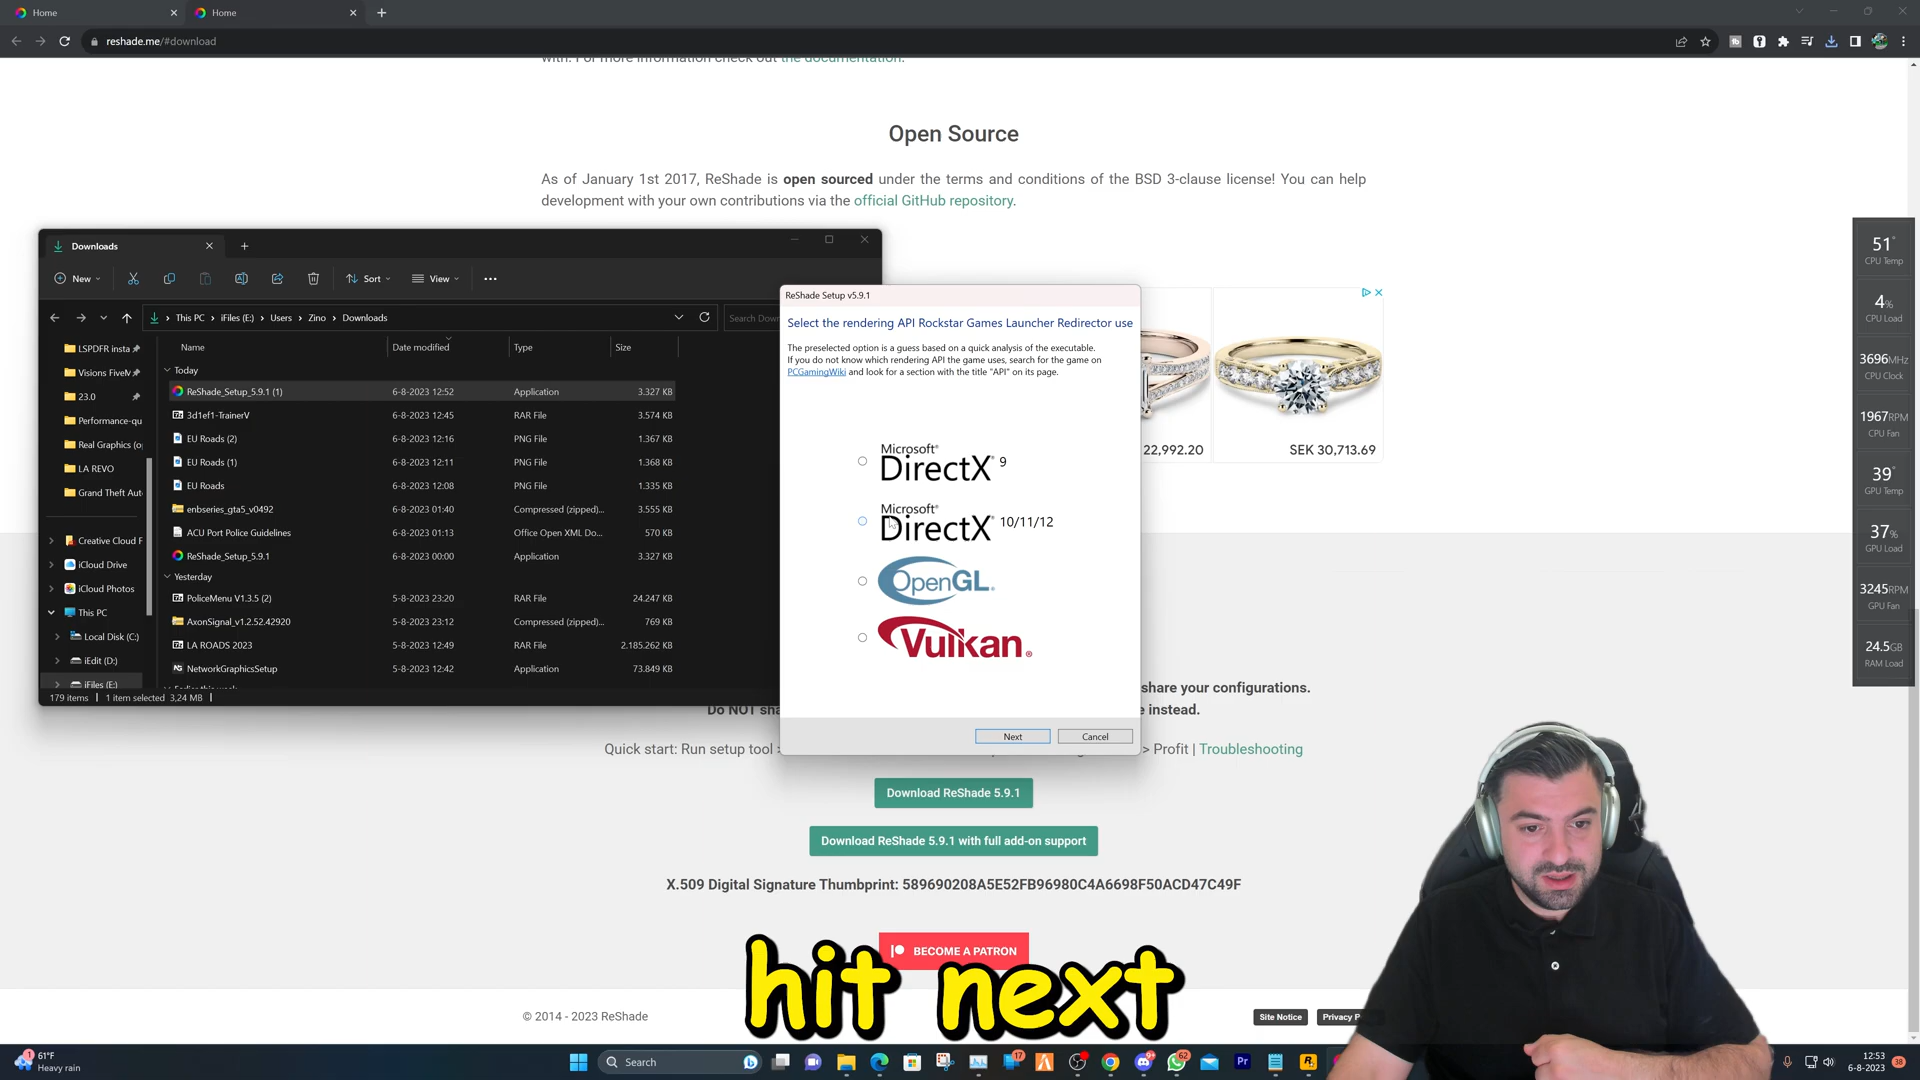 Home
Home
reshade.me/#download
with. For more information check out the documentation.
Open Source
As of January 1st 2017, ReShade is open sourced under the terms and conditions of the BSD 3-clause license! You can help
development with your own contributions via the official GitHub repository.
Downloads
New
Sort
View
This PC > iFiles (E:) > Users > Zino > Downloads
Search Down
Name
Date modified
Type
Size
LSPDFR insta
Visions FiveM
23.0
Performance-qu
Real Graphics (o
LA REVO
Grand Theft Aut
Creative Cloud F
iCloud Drive
iCloud Photos
This PC
Local Disk (C:)
iEdit (D:)
iFiles (E:)
Today
ReShade_Setup_5.9.1 (1) 6-8-2023 12:52 Application 3.327 KB
3d1ef1-TrainerV 6-8-2023 12:45 RAR File 3.574 KB
EU Roads (2) 6-8-2023 12:16 PNG File 1.367 KB
EU Roads (1) 6-8-2023 12:11 PNG File 1.368 KB
EU Roads 6-8-2023 12:08 PNG File 1.335 KB
enbseries_gta5_v0492 6-8-2023 01:40 Compressed (zipped)... 3.555 KB
ACU Port Police Guidelines 6-8-2023 01:13 Office Open XML Do... 570 KB
ReShade_Setup_5.9.1 6-8-2023 00:00 Application 3.327 KB
Yesterday
PoliceMenu V1.3.5 (2) 5-8-2023 23:20 RAR File 24.247 KB
AxonSignal_v1.2.52.42920 5-8-2023 23:12 Compressed (zipped)... 769 KB
LA ROADS 2023 5-8-2023 12:49 RAR File 2.185.262 KB
NetworkGraphicsSetup 5-8-2023 12:42 Application 73.849 KB
179 items 1 item selected 3,24 MB
ReShade Setup v5.9.1
Select the rendering API Rockstar Games Launcher Redirector use
The preselected option is a guess based on a quick analysis of the executable.
If you do not know which rendering API the game uses, search for the game on
PCGamingWiki and look for a section with the title "API" on its page.
Microsoft®
DirectX® 9
Microsoft®
DirectX® 10/11/12
OpenGL®
Vulkan®
Next
Cancel
22,992.20
SEK 30,713.69
51°
CPU Temp
4%
CPU Load
3696MHz
CPU Clock
1967RPM
CPU Fan
39°
GPU Temp
37%
GPU Load
3245RPM
GPU Fan
24.5GB
RAM Load
share your configurations.
Do NOT sha
e instead.
Quick start: Run setup tool >
> Profit | Troubleshooting
Download ReShade 5.9.1
Download ReShade 5.9.1 with full add-on support
X.509 Digital Signature Thumbprint: 589690208A5E52FB96980C4A6698F50ACD47C49F
BECOME A PATRON
hit next
© 2014 - 2023 ReShade
Site Notice
Privacy P
1
61°F
Heavy rain
Search
17
9+
62
Pr
12:53
6-8-2023
38